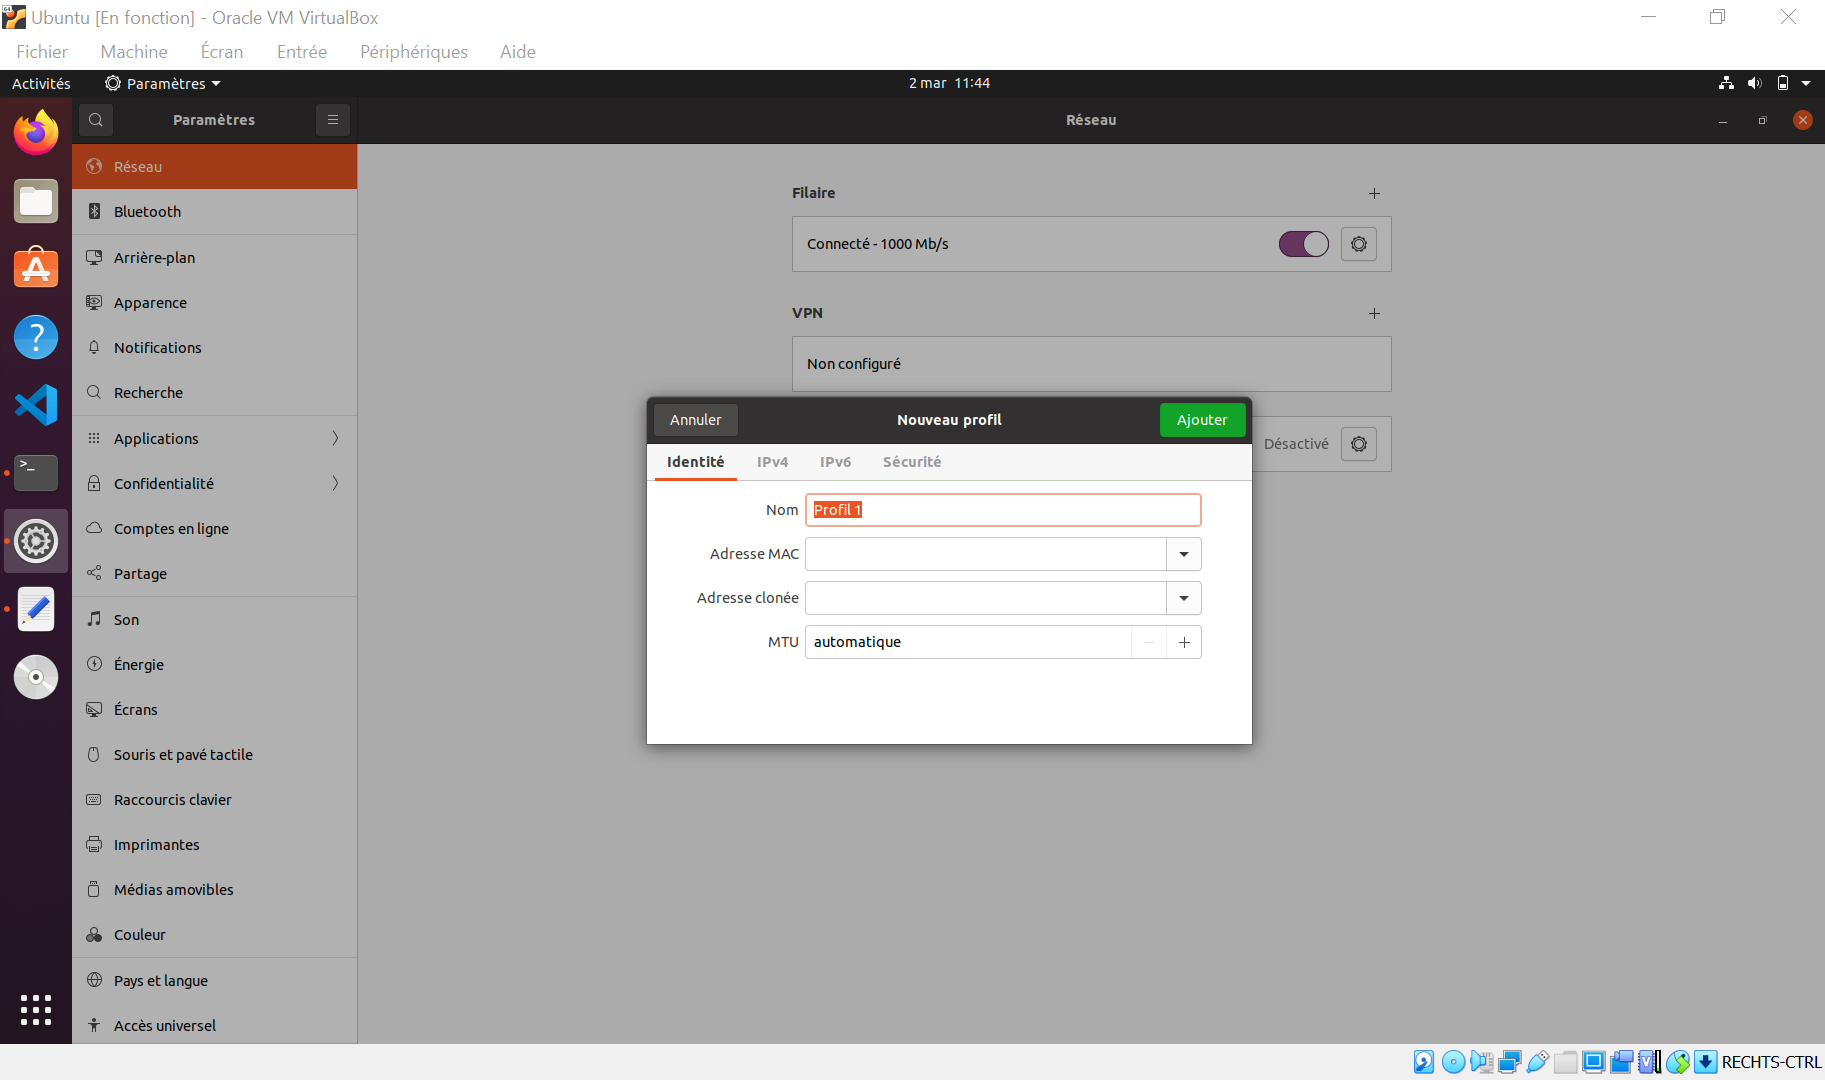 Ubuntu [En fonction] - Oracle VM VirtualBox
Fichier Machine Écran Entrée Périphériques Aide
Activités Paramètres 2 mar 11:44
Paramètres Réseau
Réseau
Bluetooth
Arrière-plan
Apparence
Notifications
Recherche
Applications
Confidentialité
Comptes en ligne
Partage
Son
Énergie
Écrans
Souris et pavé tactile
Raccourcis clavier
Imprimantes
Médias amovibles
Couleur
Pays et langue
Accès universel
Filaire
Connecté - 1000 Mb/s
VPN
Non configuré
Désactivé
Annuler Nouveau profil Ajouter
Identité IPv4 IPv6 Sécurité
Nom Profil 1
Adresse MAC
Adresse clonée
MTU automatique
RECHTS-CTRL